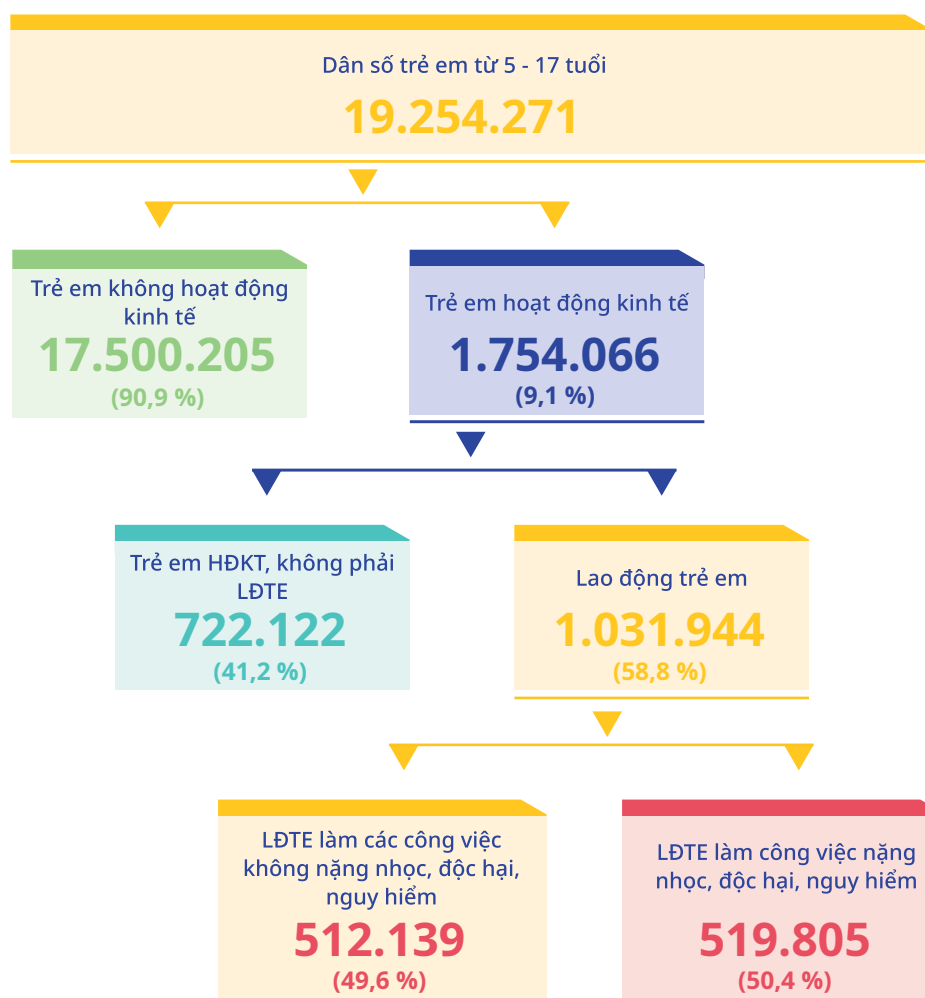 Dân số trẻ em từ 5 - 17 tuổi
19.254.271
Trẻ em không hoạt động
kinh tế
17.500.205
(90,9 %)
Trẻ em hoạt động kinh tế
1.754.066
(9,1 %)
Trẻ em HĐKT, không phải
LĐTE
722.122
(41,2 %)
Lao động trẻ em
1.031.944
(58,8 %)
LĐTE làm các công việc
không nặng nhọc, độc hại,
nguy hiểm
512.139
(49,6 %)
LĐTE làm công việc nặng
nhọc, độc hại, nguy hiểm
519.805
(50,4 %)